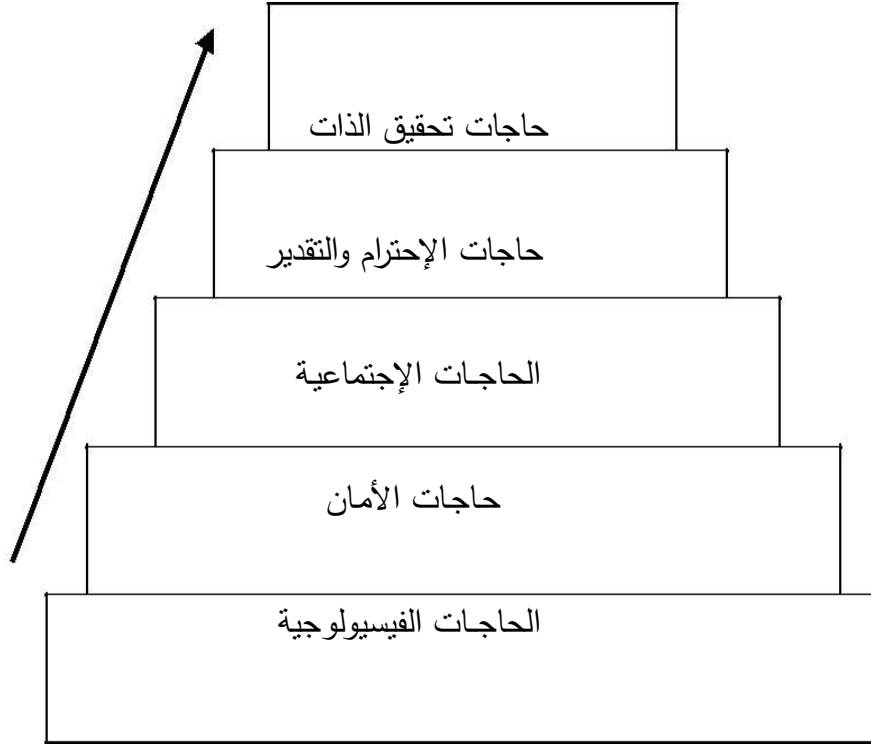 حاجات تحقيق الذات
حاجات الإحترام والتقدير
الحاجات الإجتماعية
حاجات الأمان
الحاجات الفيسيولوجية